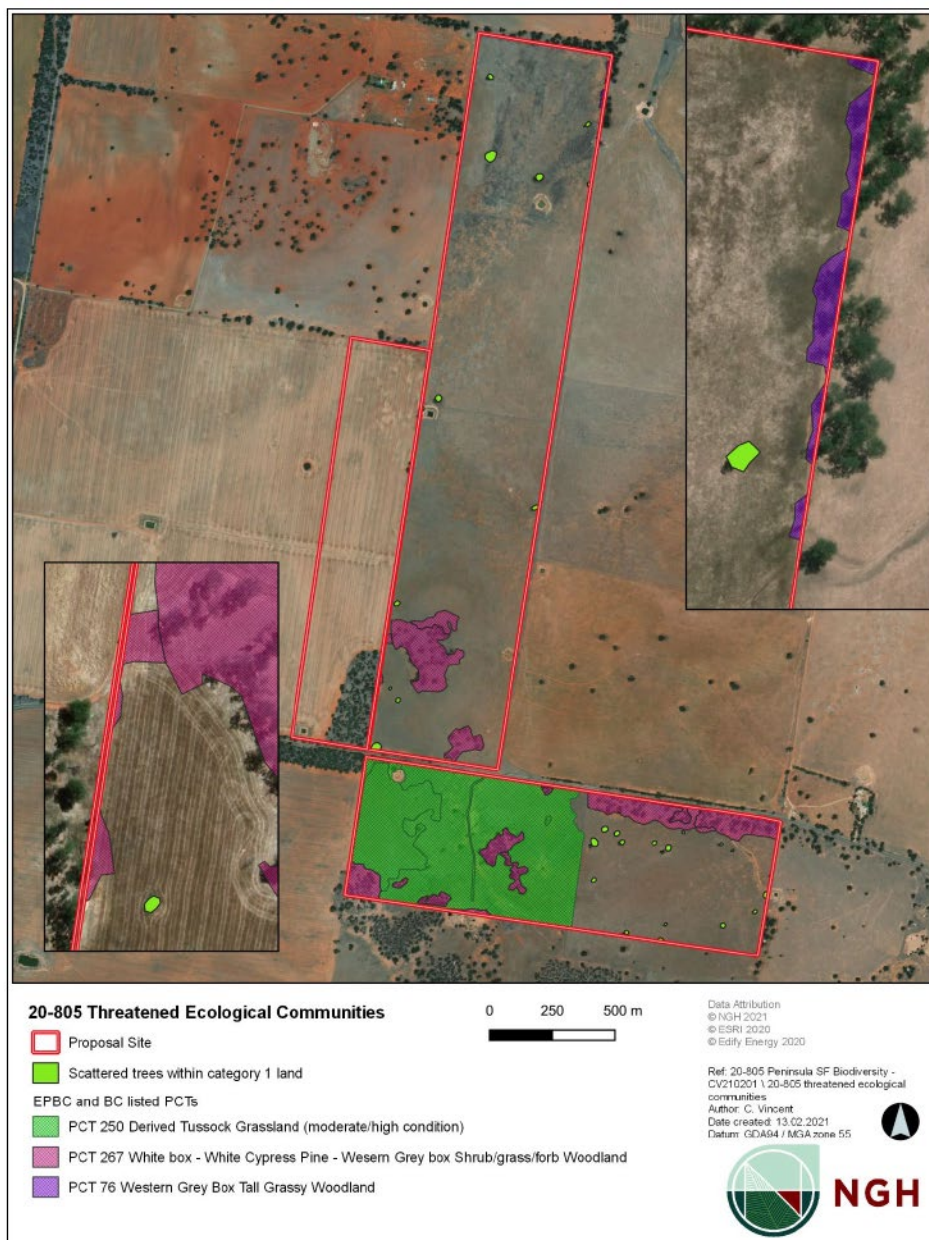 20-805 Threatened Ecological Communities
Proposal Site
Scattered trees within category 1 land
EPBC and BC listed PCTs
PCT 250 Derived Tussock Grassland (moderate/high condition)
PCT 267 White box - White Cypress Pine - Wesern Grey box Shrub/grass/forb Woodland
PCT 76 Western Grey Box Tall Grassy Woodland
0 250 500 m
Data Attribution
© NGH 2021
© ESRI 2020
© Edify Energy 2020
Ref: 20-805 Peninsula SF Biodiversity -
CV210201 \ 20-805 threatened ecological
communities
Author: C. Vincent
Date created: 13.02.2021
Datum: GDA94 / MGA zone 55
NGH